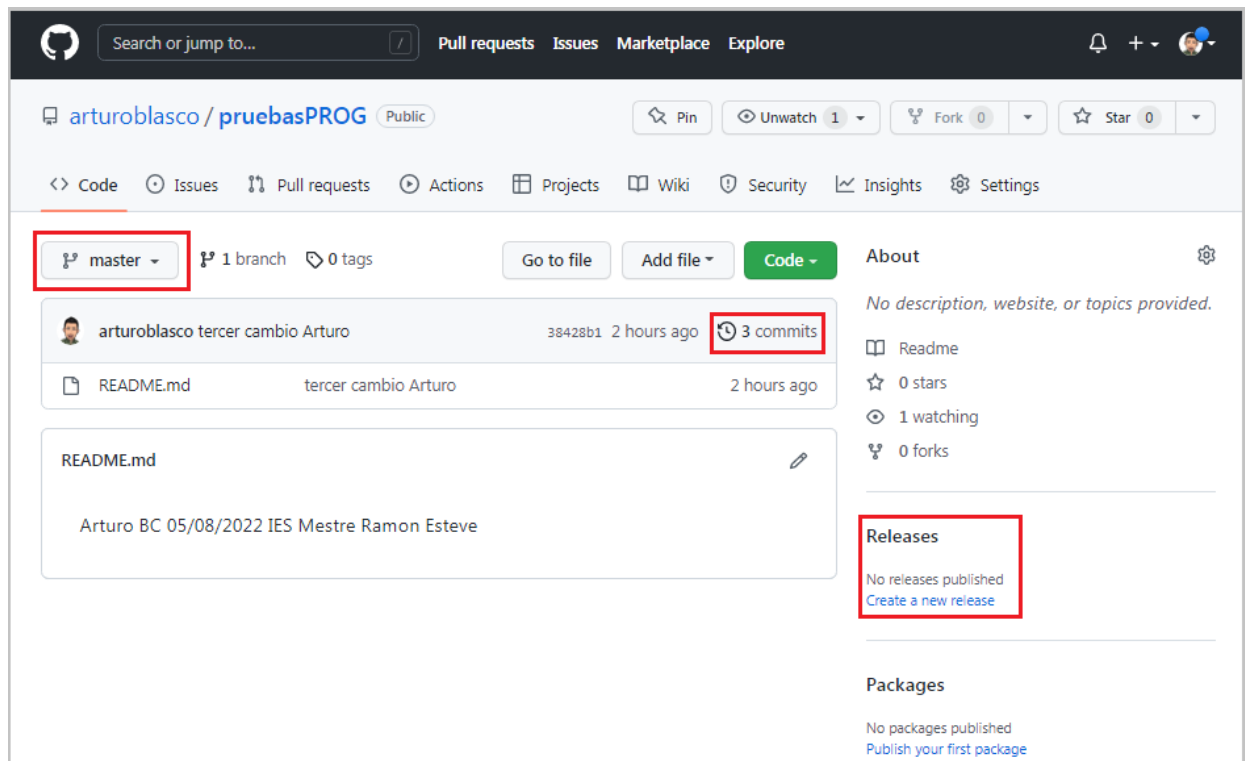 Search or jump to... / Pull requests Issues Marketplace Explore
arturoblasco / pruebasPROG Public Pin Unwatch 1 Fork 0 Star 0
Code Issues Pull requests Actions Projects Wiki Security Insights Settings
master 1 branch 0 tags Go to file Add file Code
arturoblasco tercer cambio Arturo 38428b1 2 hours ago 3 commits
README.md tercer cambio Arturo 2 hours ago
README.md
Arturo BC 05/08/2022 IES Mestre Ramon Esteve
About
No description, website, or topics provided.
Readme
0 stars
1 watching
0 forks
Releases
No releases published
Create a new release
Packages
No packages published
Publish your first package